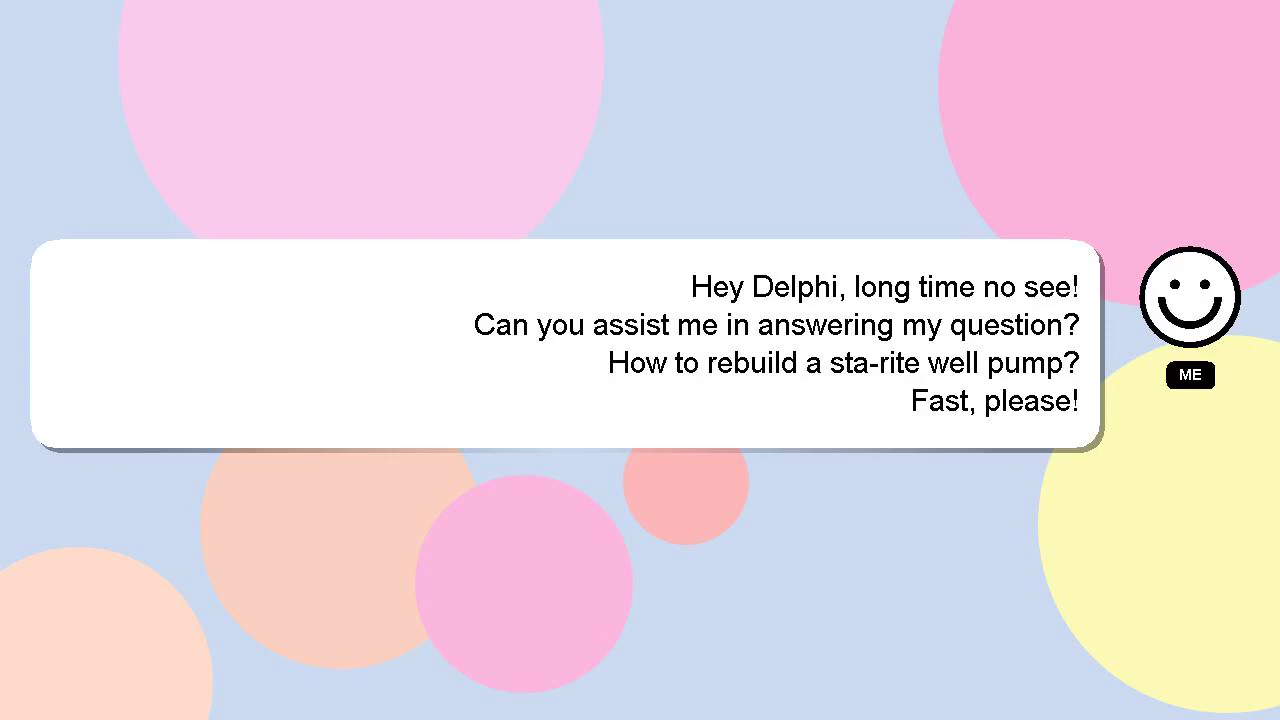 Hey Delphi, long time no see!
Can you assist me in answering my question?
How to rebuild a sta-rite well pump?
Fast, please!
ME